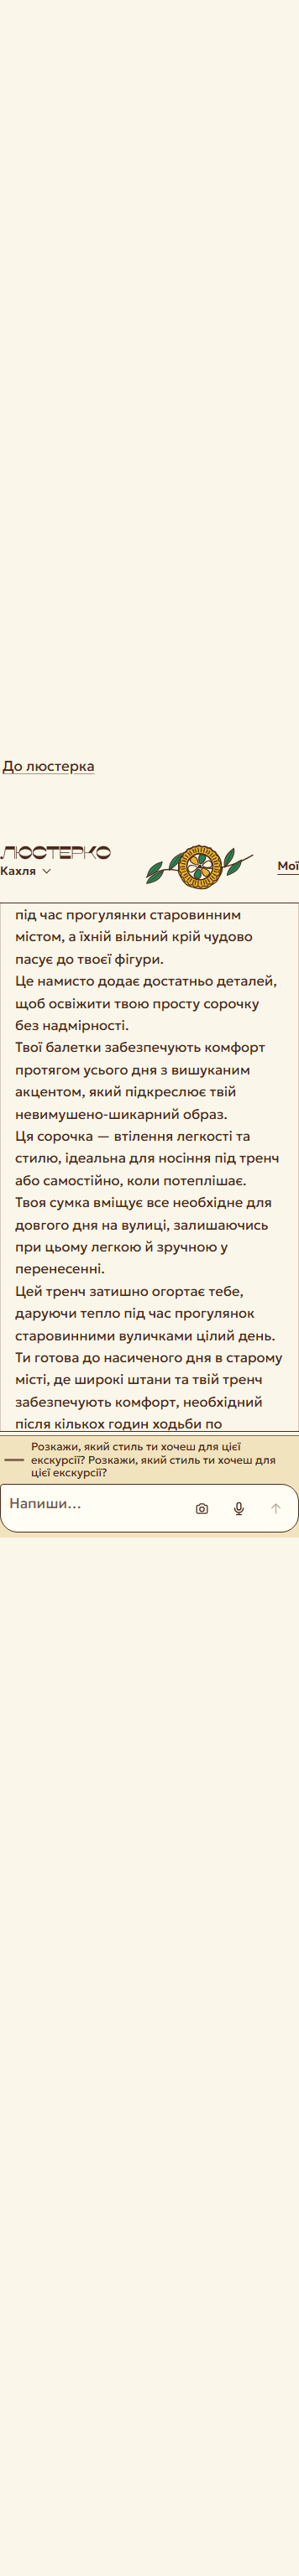 До люстерка
ЛЮСТЕРКО
Кахля
Мої
під час прогулянки старовинним
містом, а їхній вільний крій чудово
пасує до твоєї фігури.
Це намисто додає достатньо деталей,
щоб освіжити твою просту сорочку
без надмірності.
Твої балетки забезпечують комфорт
протягом усього дня з вишуканим
акцентом, який підкреслює твій
невимушено-шикарний образ.
Ця сорочка — втілення легкості та
стилю, ідеальна для носіння під тренч
або самостійно, коли потеплішає.
Твоя сумка вміщує все необхідне для
довгого дня на вулиці, залишаючись
при цьому легкою й зручною у
перенесенні.
Цей тренч затишно огортає тебе,
даруючи тепло під час прогулянок
старовинними вуличками цілий день.
Ти готова до насиченого дня в старому
місті, де широкі штани та твій тренч
забезпечують комфорт, необхідний
після кількох годин ходьби по
Розкажи, який стиль ти хочеш для цієї
екскурсії? Розкажи, який стиль ти хочеш для
цієї екскурсії?
Напиши...